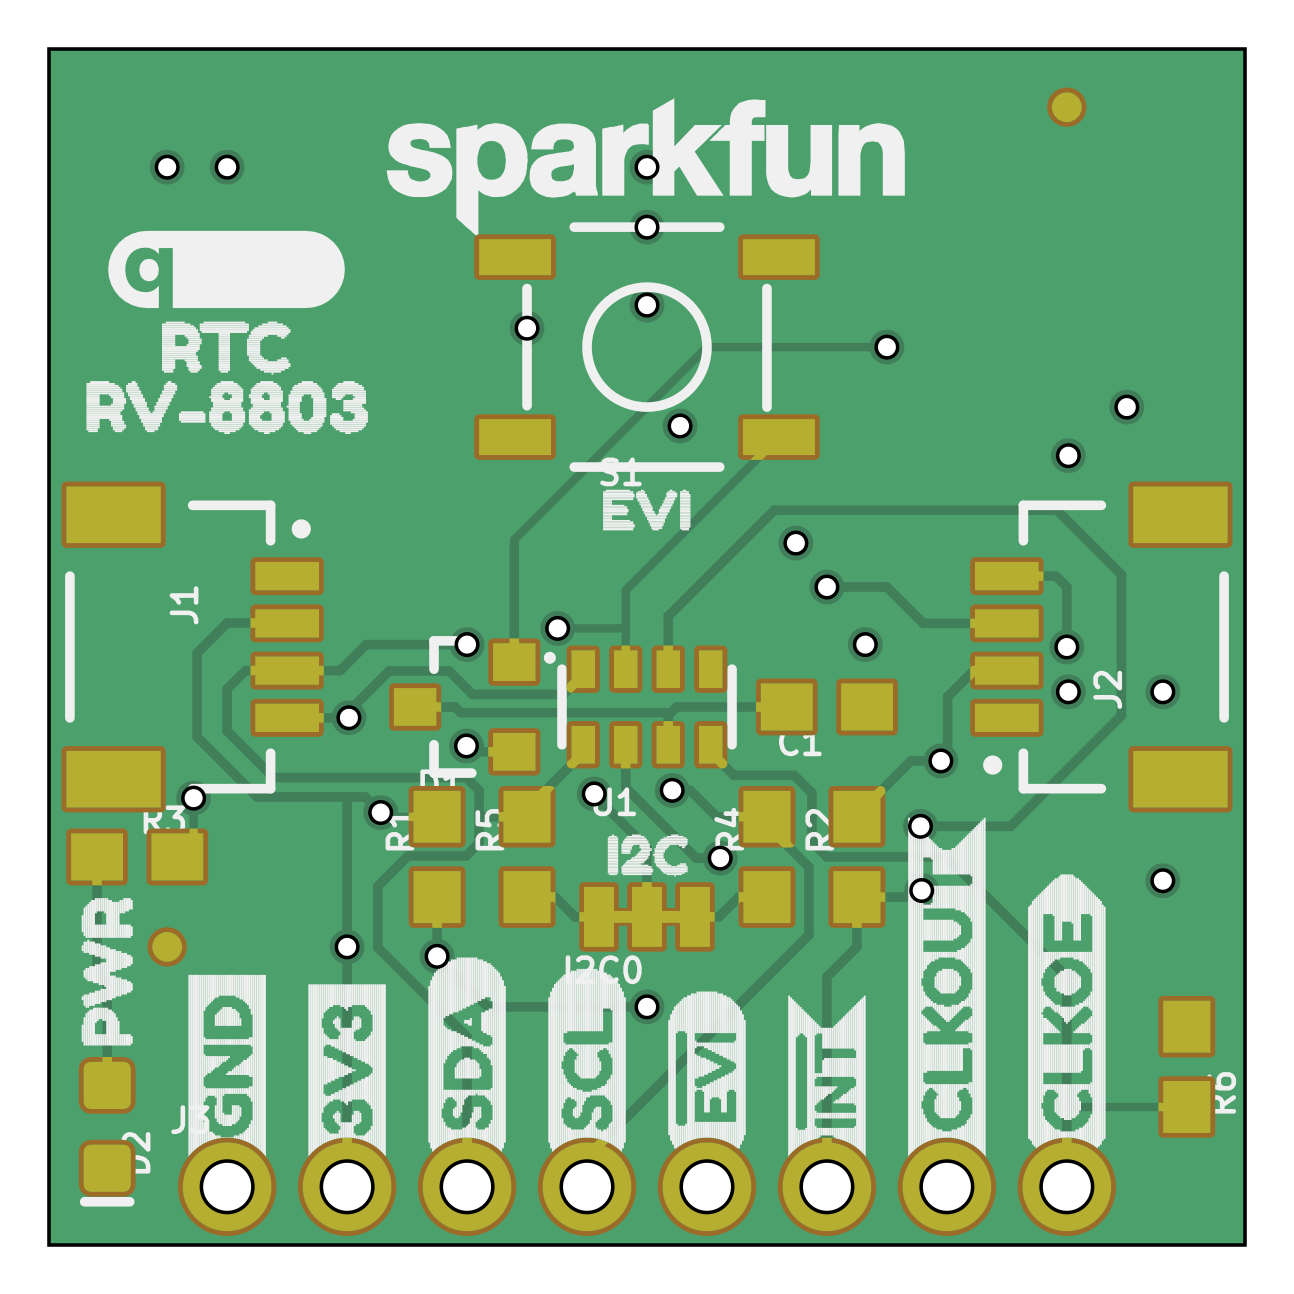 sparkfun
q
RTC
RV-8803
S1
EVI
J1
J2
C1
R3
R1
R5
J1
R4
R2
I2C
I2C0
PWR
GND
3V3
SDA
SCL
EVI
INT
CLKOUT
CLKOE
J3
D2
R6